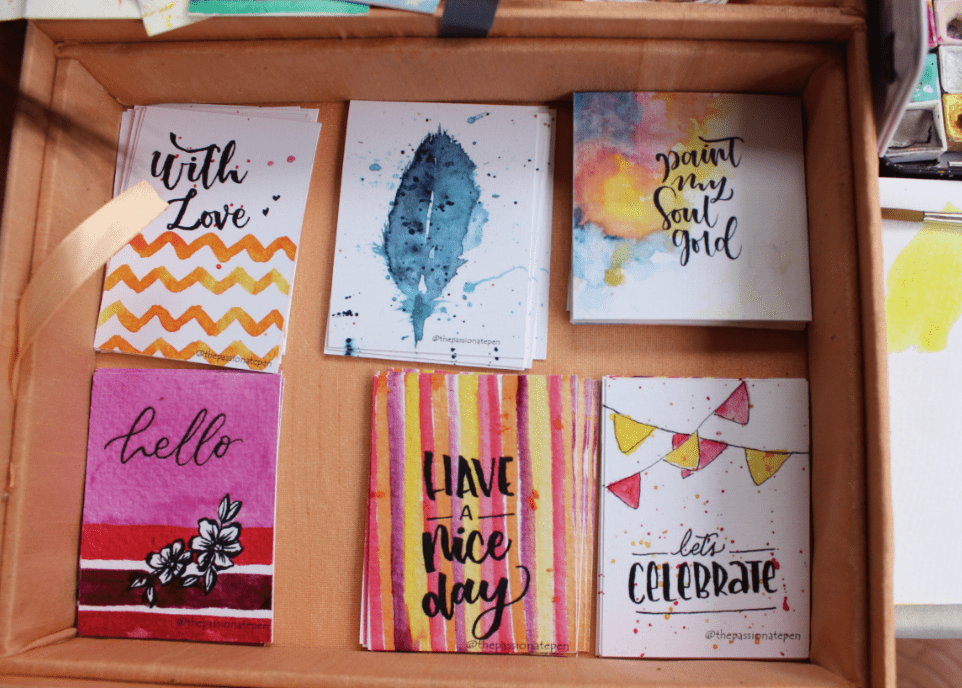 With
Love
@thepassionatepen
@thepassionatepen
paint
my
Soul
gold
hello
@thepassionatepen
HAVE
A
nice
day
@thepassionatepen
let's
CELEBRATE
@thepassionatepen